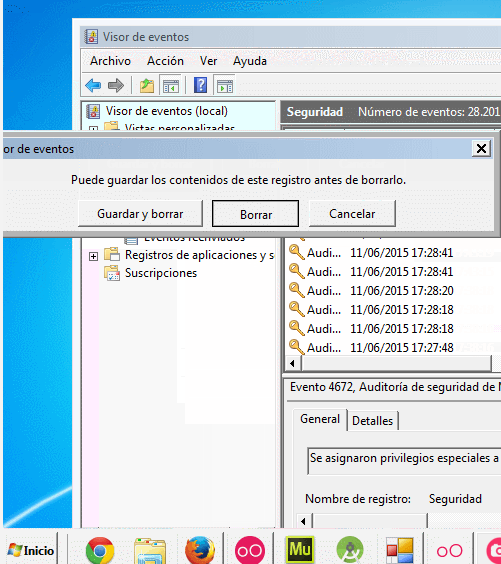 Visor de eventos
Archivo Acción Ver Ayuda
Visor de eventos (local)
Vistas personalizadas
Seguridad Número de eventos: 28.201
or de eventos
Puede guardar los contenidos de este registro antes de borrarlo.
Guardar y borrar Borrar Cancelar
Eventos reenviados
Registros de aplicaciones y s
Suscripciones
Audi... 11/06/2015 17:28:41
Audi... 11/06/2015 17:28:41
Audi... 11/06/2015 17:28:20
Audi... 11/06/2015 17:28:18
Audi... 11/06/2015 17:28:18
Audi... 11/06/2015 17:27:48
Evento 4672, Auditoría de seguridad de
General Detalles
Se asignaron privilegios especiales a
Nombre de registro: Seguridad
Inicio
Mu